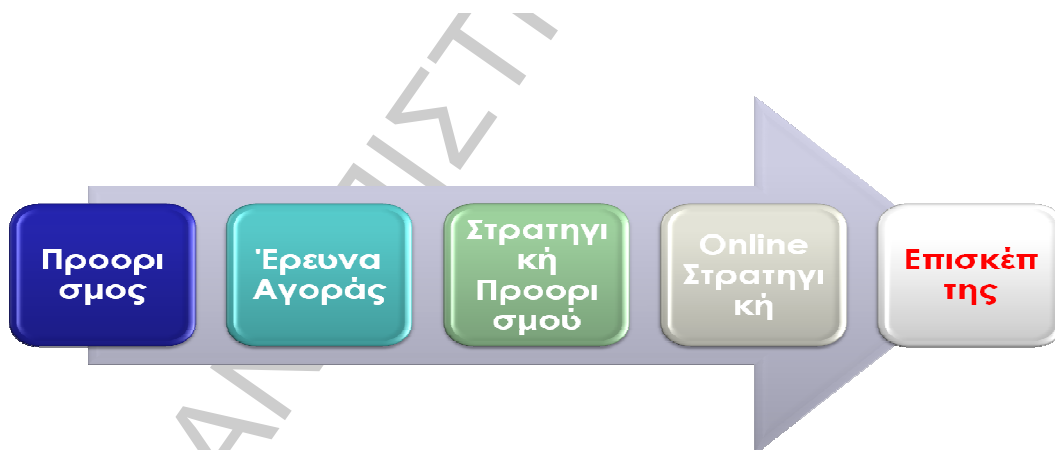 Προορι
σμος
Έρευνα
Αγοράς
Στρατηγι
κή
Προορι
σμού
Online
Στρατηγι
κή
Επισκέπ
της